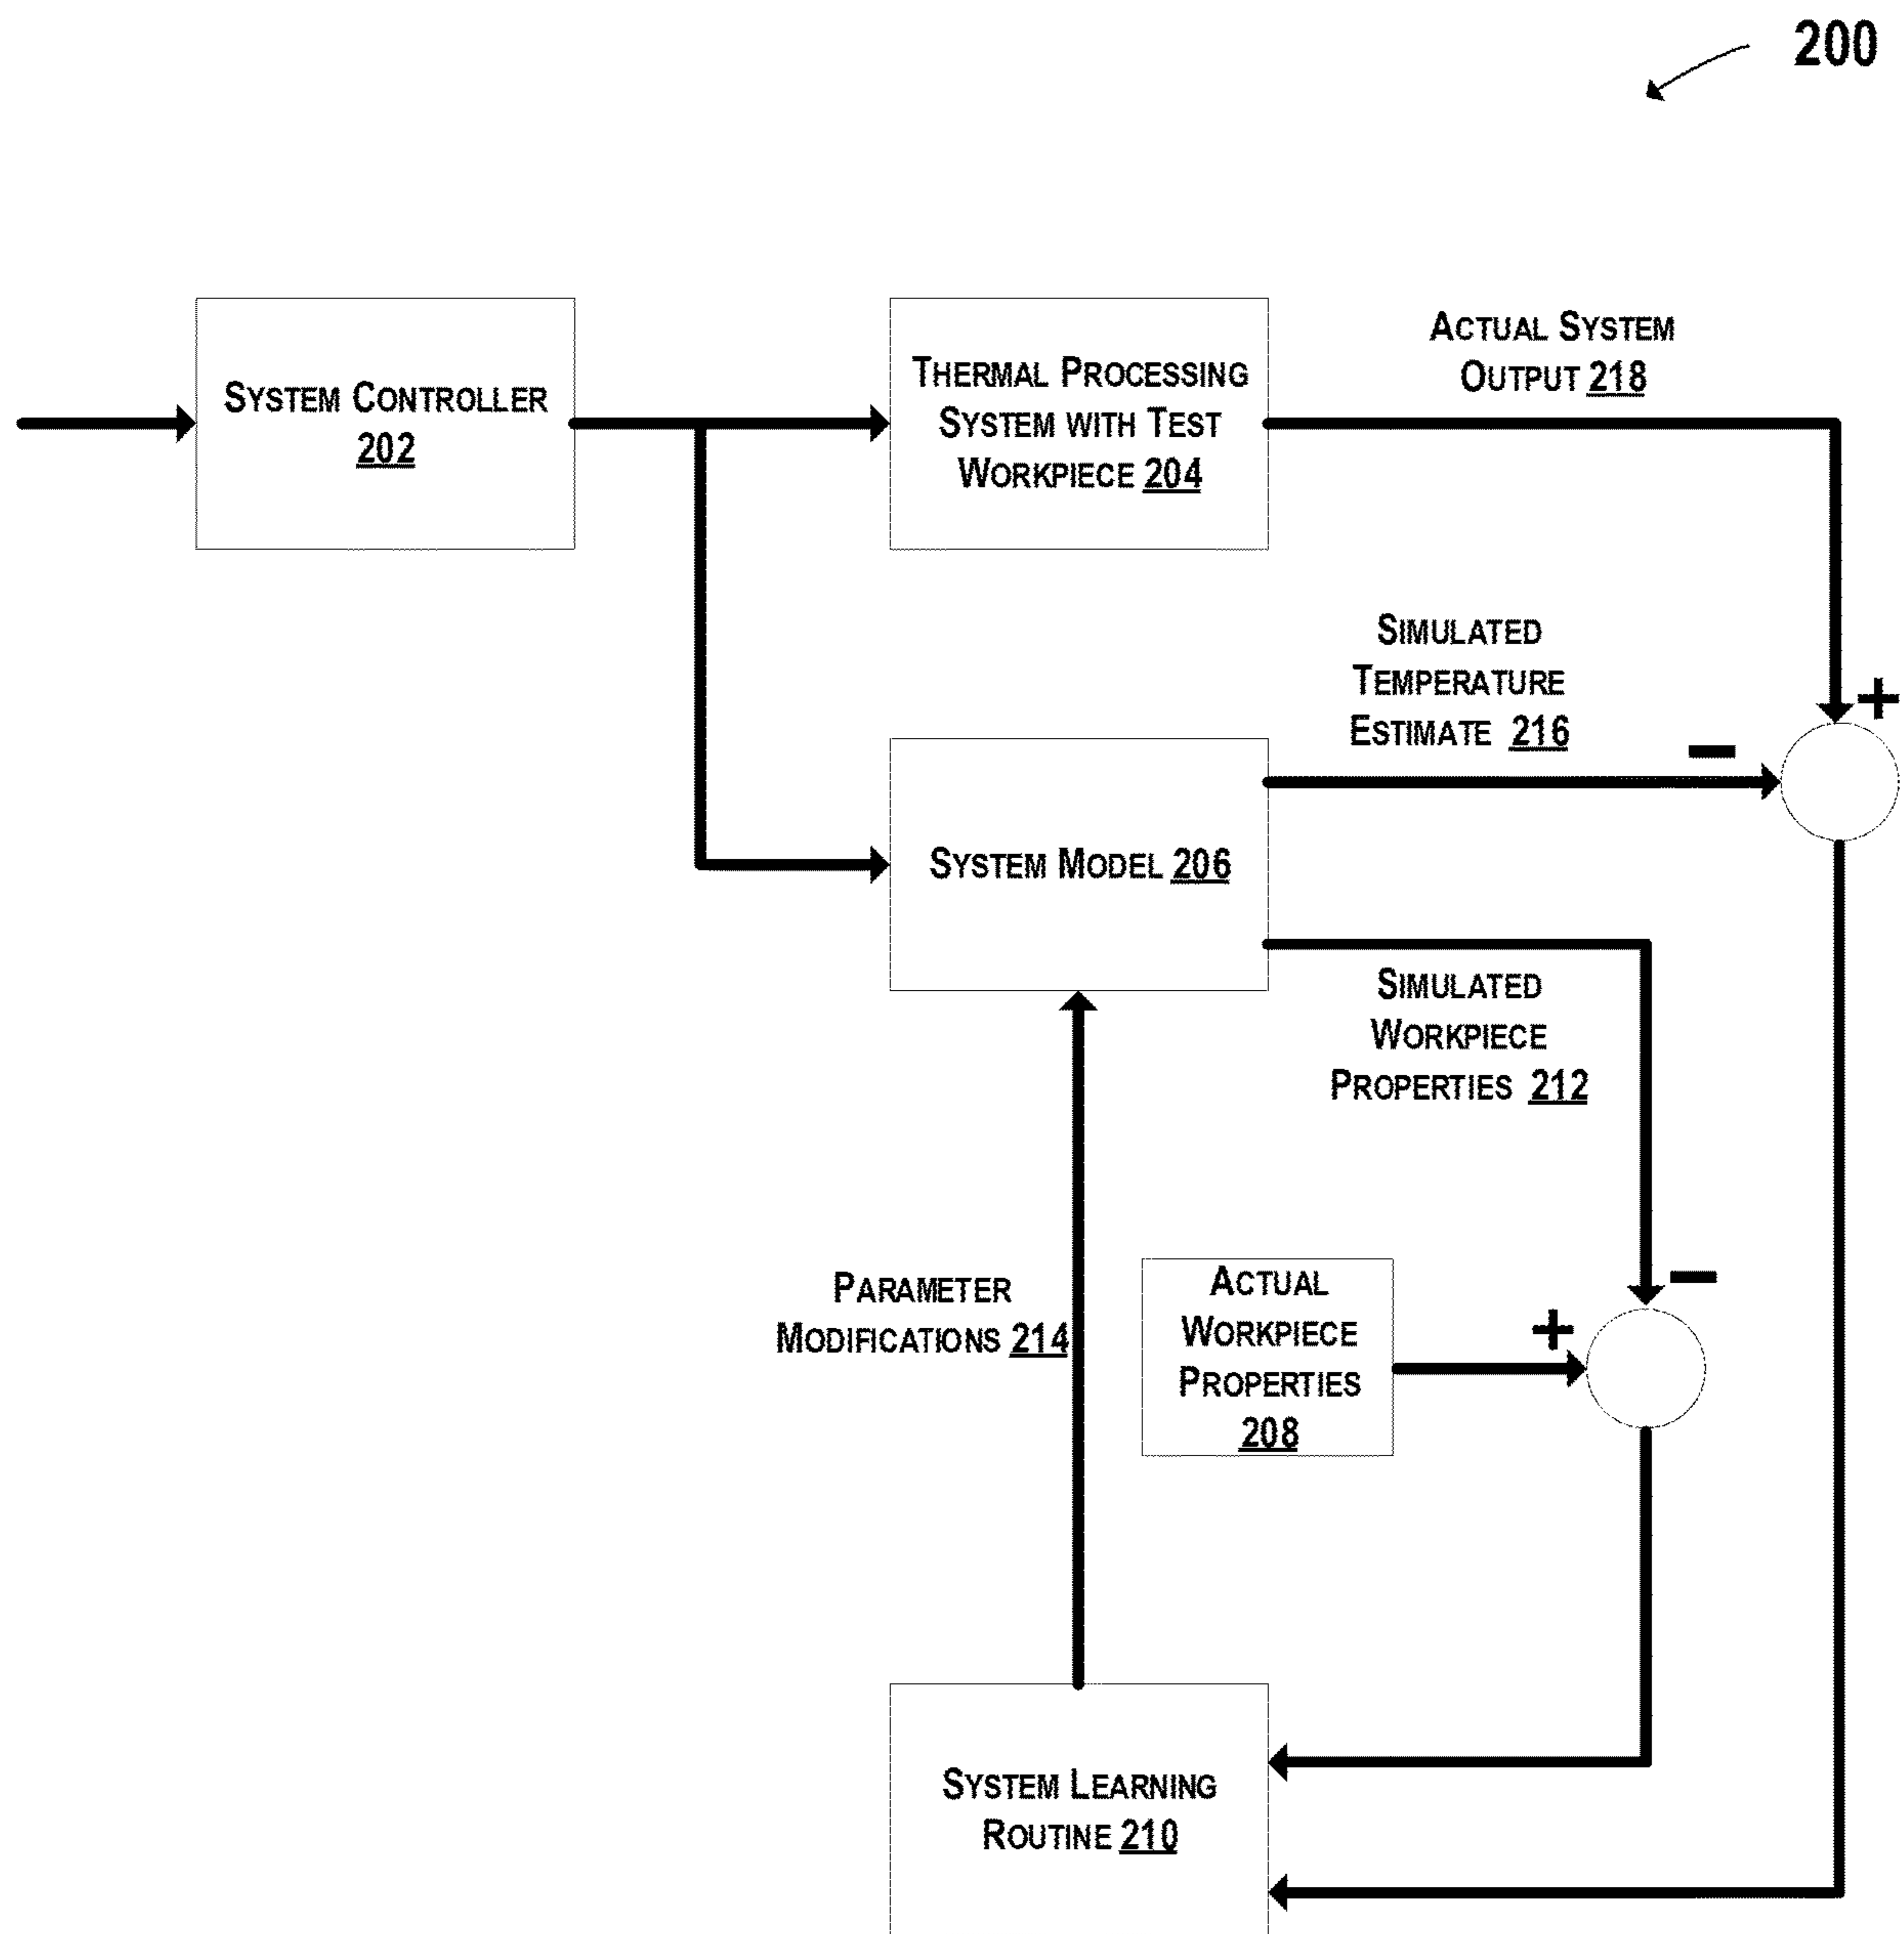 200
SYSTEM CONTROLLER
202
THERMAL PROCESSING
SYSTEM WITH TEST
WORKPIECE 204
ACTUAL SYSTEM
OUTPUT 218
SIMULATED
TEMPERATURE
ESTIMATE 216
+
−
SYSTEM MODEL 206
SIMULATED
WORKPIECE
PROPERTIES 212
PARAMETER
MODIFICATIONS 214
ACTUAL
WORKPIECE
PROPERTIES
208
+
−
SYSTEM LEARNING
ROUTINE 210